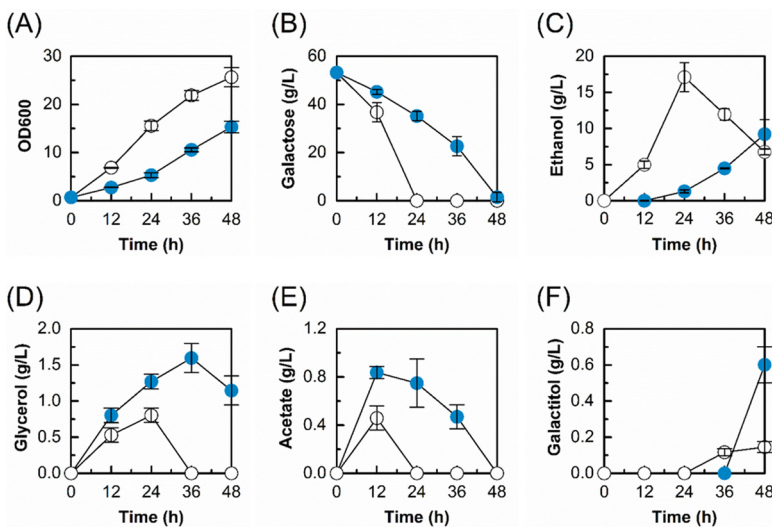 (A)
OD600
30
20
10
0
0 12 24 36 48
Time (h)
(B)
Galactose (g/L)
60
40
20
0
0 12 24 36 48
Time (h)
(C)
Ethanol (g/L)
20
15
10
5
0
0 12 24 36 48
Time (h)
(D)
Glycerol (g/L)
2.0
1.5
1.0
0.5
0.0
0 12 24 36 48
Time (h)
(E)
Acetate (g/L)
1.2
0.8
0.4
0.0
0 12 24 36 48
Time (h)
(F)
Galactitol (g/L)
0.8
0.6
0.4
0.2
0.0
0 12 24 36 48
Time (h)